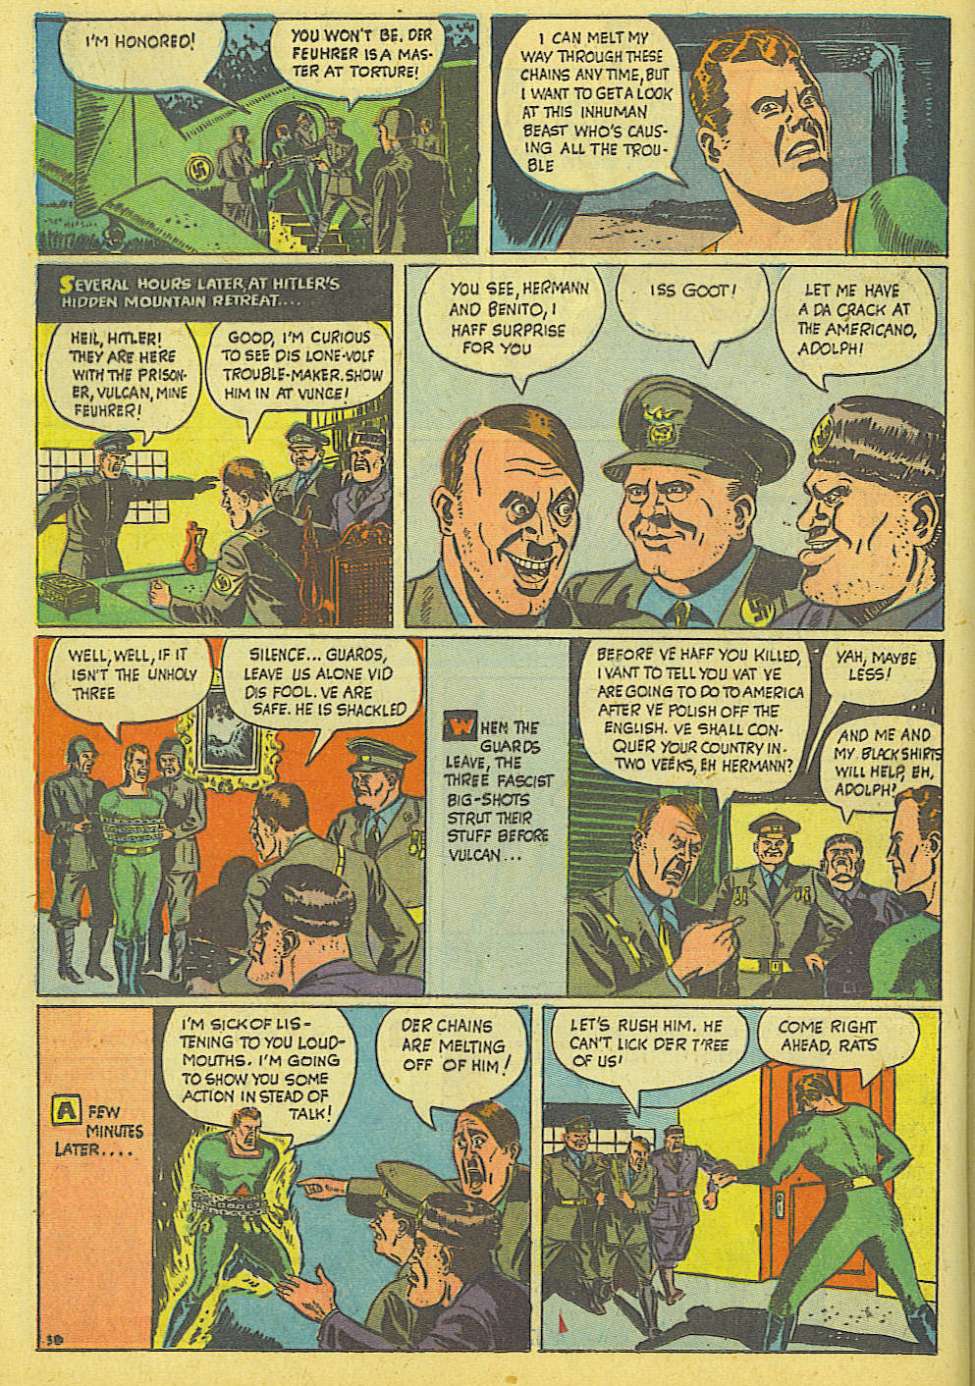 I'M HONORED!
YOU WON'T BE. DER
FEUHRER IS A MAS-
TER AT TORTURE!
I CAN MELT MY
WAY THROUGH THESE
CHAINS ANY TIME, BUT
I WANT TO GET A LOOK
AT THIS INHUMAN
BEAST WHO'S CAUS-
ING ALL THE TROU-
BLE
SEVERAL HOURS LATER, AT HITLER'S
HIDDEN MOUNTAIN RETREAT....
HEIL, HITLER!
THEY ARE HERE
WITH THE PRISON-
ER, VULCAN, MINE
FEUHRER!
GOOD, I'M CURIOUS
TO SEE DIS LONE-VOLF
TROUBLE-MAKER. SHOW
HIM IN AT VUNCE!
YOU SEE, HERMANN
AND BENITO, I
HAFF SURPRISE
FOR YOU
ISS GOOT!
LET ME HAVE
A DA CRACK AT
THE AMERICANO,
ADOLPH!
WELL, WELL, IF IT
ISN'T THE UNHOLY
THREE
SILENCE... GUARDS,
LEAVE US ALONE VID
DIS FOOL. VE ARE
SAFE. HE IS SHACKLED
WHEN THE
GUARDS
LEAVE, THE
THREE FASCIST
BIG-SHOTS
STRUT THEIR
STUFF BEFORE
VULCAN...
BEFORE VE HAFF YOU KILLED,
I VANT TO TELL YOU VAT VE
ARE GOING TO DO TO AMERICA
AFTER VE POLISH OFF THE
ENGLISH. VE SHALL CON-
QUER YOUR COUNTRY IN-
TWO VEEKS, EH HERMANN?
YAH, MAYBE
LESS!
AND ME AND
MY BLACKSHIRTS
WILL HELP, EH,
ADOLPH?
A FEW
MINUTES
LATER....
I'M SICK OF LIS-
TENING TO YOU LOUD-
MOUTHS. I'M GOING
TO SHOW YOU SOME
ACTION IN STEAD OF
TALK!
DER CHAINS
ARE MELTING
OFF OF HIM!
LET'S RUSH HIM. HE
CAN'T LICK DER T'REE
OF US!
COME RIGHT
AHEAD, RATS